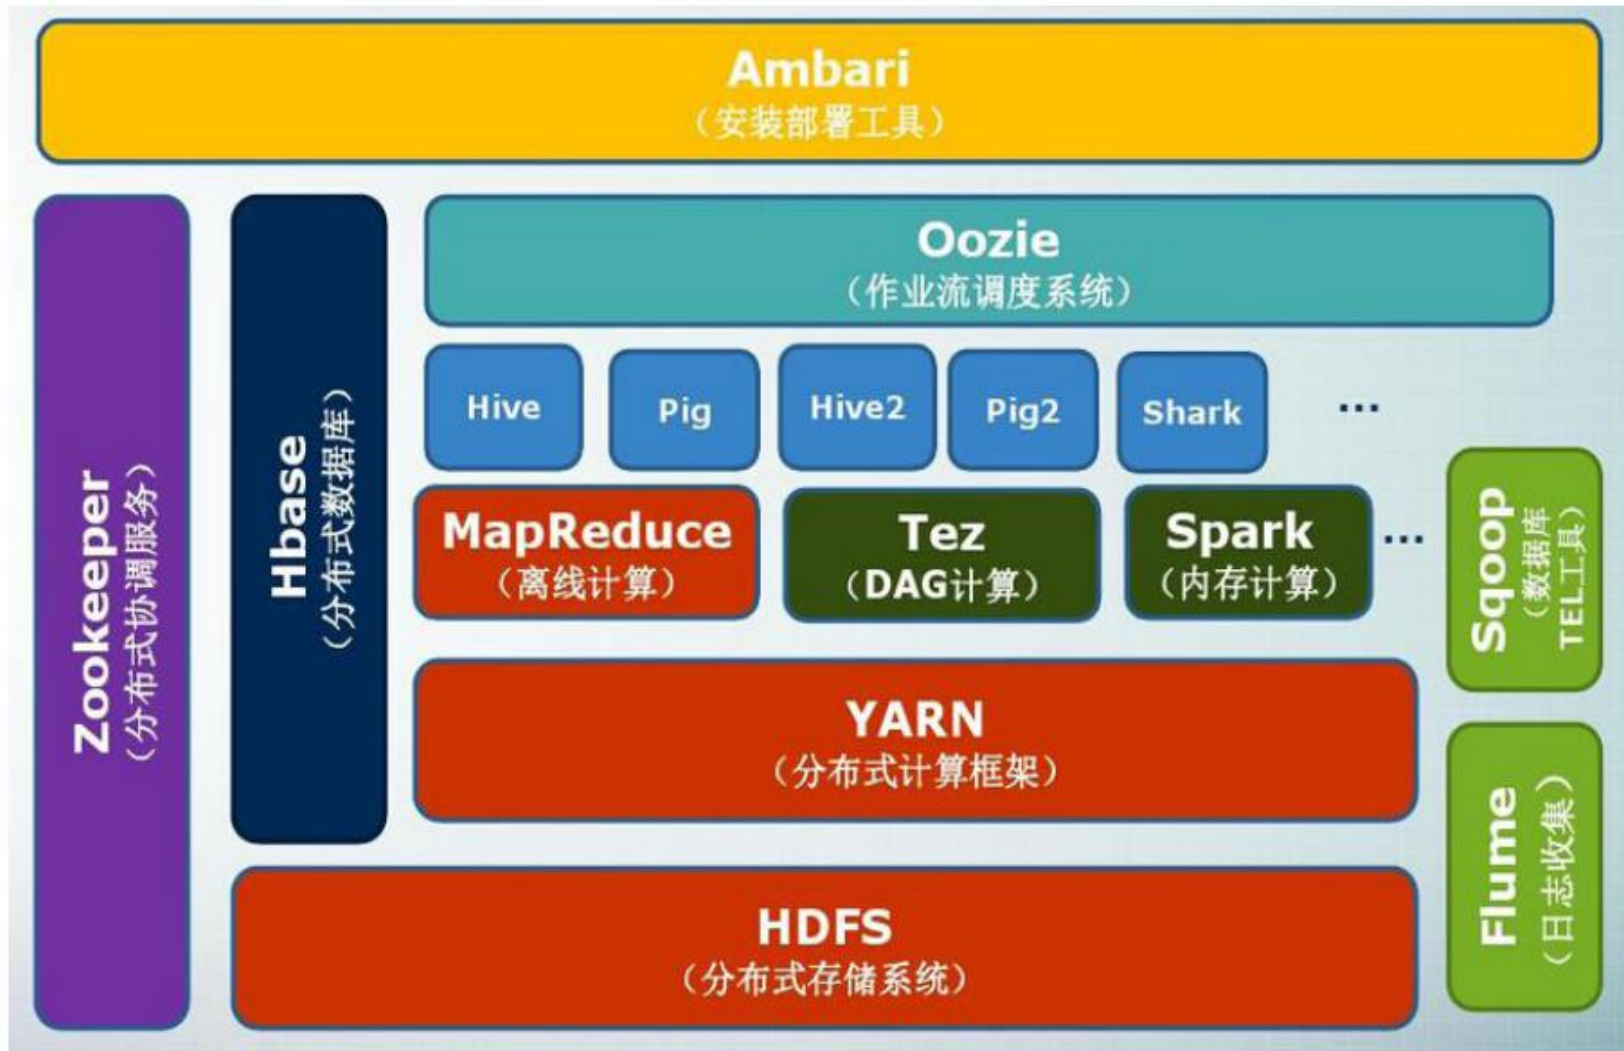 Ambari
（安装部署工具）
Zookeeper
（分布式协调服务）
Hbase
（分布式数据库）
Oozie
（作业流调度系统）
Hive
Pig
Hive2
Pig2
Shark
...
MapReduce
（离线计算）
Tez
（DAG计算）
Spark
（内存计算）
...
Sqoop
（数据库
TEL工具）
YARN
（分布式计算框架）
Flume
（日志收集）
HDFS
（分布式存储系统）